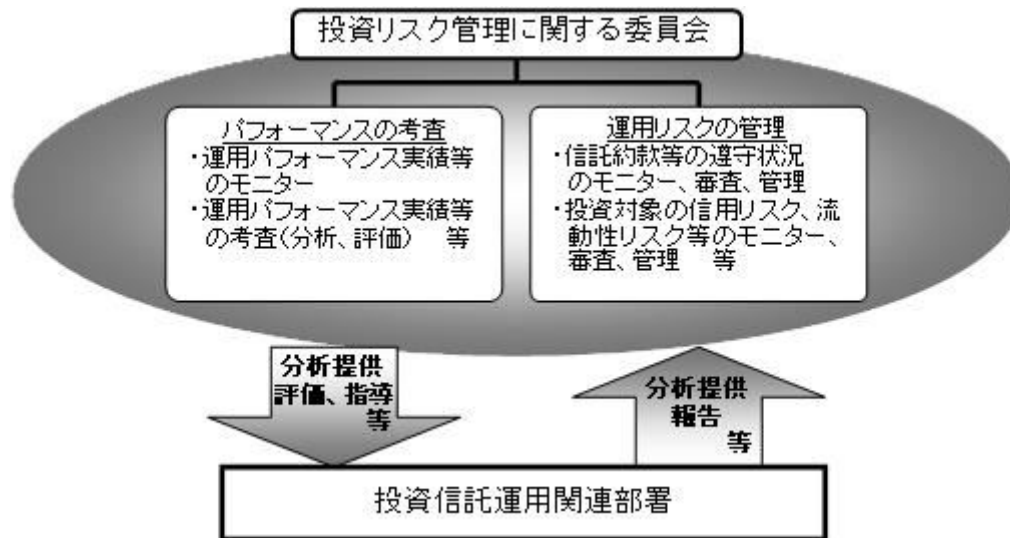 投資リスク管理に関する委員会
パフォーマンスの考査
・運用パフォーマンス実績等
のモニター
・運用パフォーマンス実績等
の考査(分析、評価) 等
運用リスクの管理
・信託約款等の遵守状況
のモニター、審査、管理
・投資対象の信用リスク、流
動性リスク等のモニター、
審査、管理 等
分析提供
評価、指導
等
分析提供
報告
等
投資信託運用関連部署